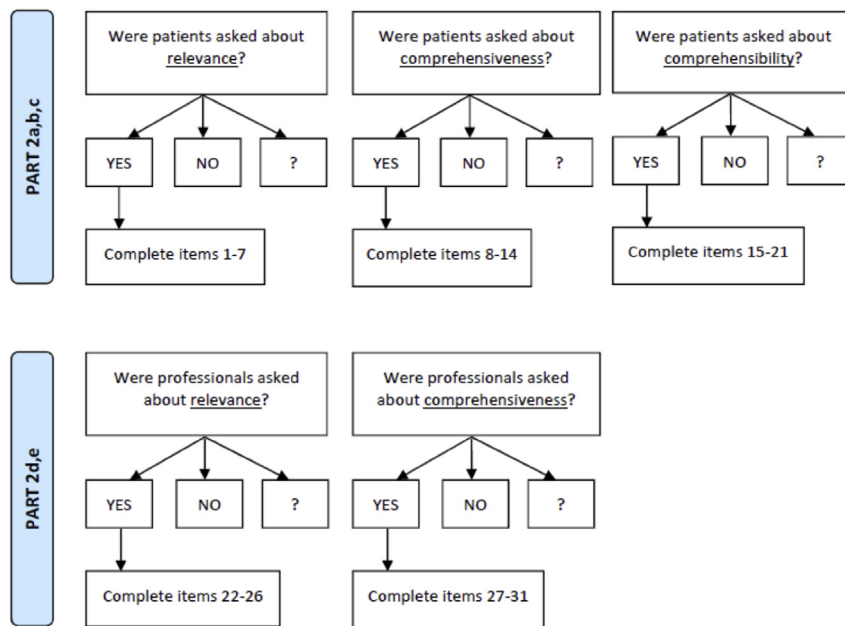 PART 2a,b,c
Were patients asked about
relevance?
YES
NO
?
Complete items 1-7
Were patients asked about
comprehensiveness?
YES
NO
?
Complete items 8-14
Were patients asked about
comprehensibility?
YES
NO
?
Complete items 15-21
PART 2d,e
Were professionals asked
about relevance?
YES
NO
?
Complete items 22-26
Were professionals asked
about comprehensiveness?
YES
NO
?
Complete items 27-31